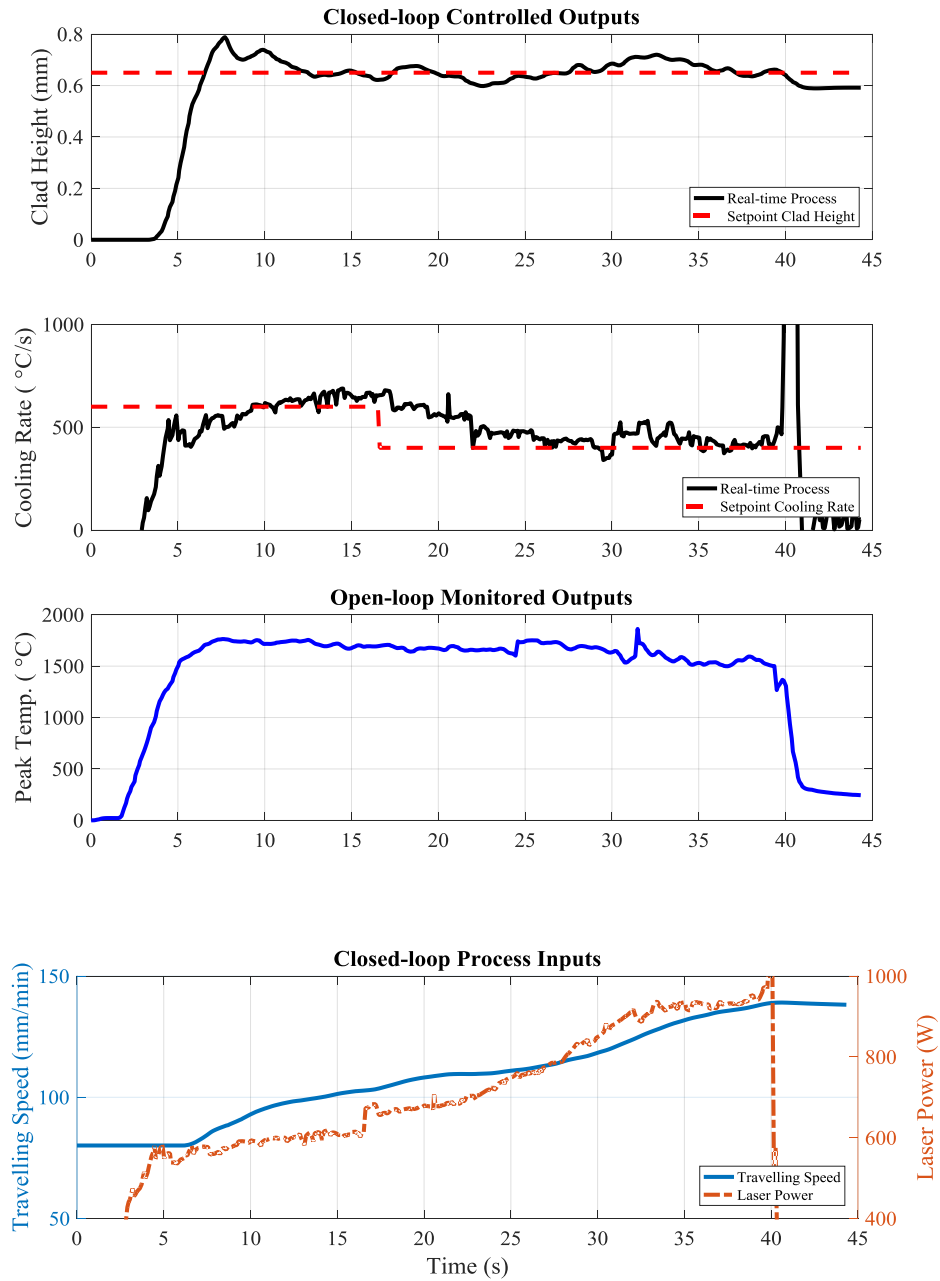 Closed-loop Controlled Outputs
Clad Height (mm)
0.8
0.6
0.4
0.2
0
Real-time Process
Setpoint Clad Height
0 5 10 15 20 25 30 35 40 45
Cooling Rate ( °C/s)
1000
500
0
Real-time Process
Setpoint Cooling Rate
0 5 10 15 20 25 30 35 40 45
Open-loop Monitored Outputs
Peak Temp. ( °C)
2000
1500
1000
500
0
0 5 10 15 20 25 30 35 40 45
Closed-loop Process Inputs
Travelling Speed (mm/min)
150
100
50
1000
800
600
400
Laser Power (W)
Travelling Speed
Laser Power
0 5 10 15 20 25 30 35 40 45
Time (s)